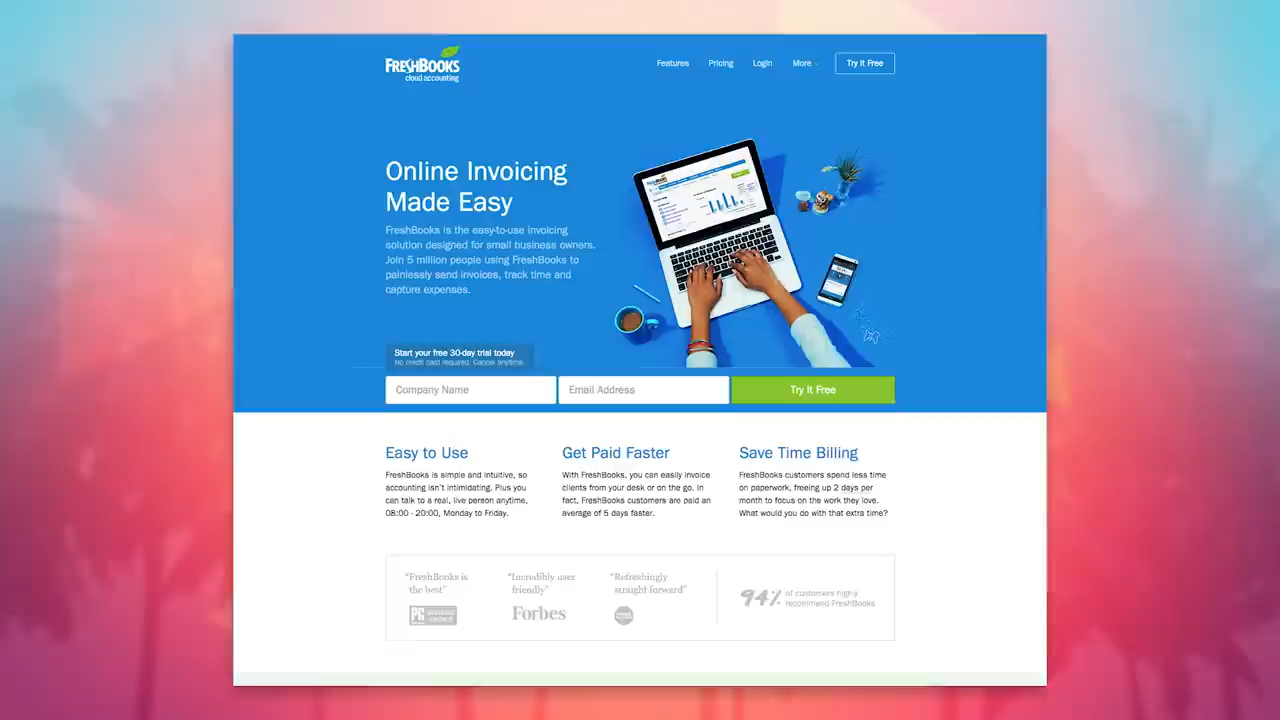 FRESHBOOKS
cloud accounting
Features Pricing Login More Try It Free
Online Invoicing
Made Easy
FreshBooks is the easy-to-use invoicing
solution designed for small business owners.
Join 5 million people using FreshBooks to
painlessly send invoices, track time and
capture expenses.
Start your free 30-day trial today
No credit card required. Cancel anytime.
Company Name Email Address Try It Free
Easy to Use
FreshBooks is simple and intuitive, so
accounting isn't intimidating. Plus you
can talk to a real, live person anytime,
08:00 - 20:00, Monday to Friday.
Get Paid Faster
With FreshBooks, you can easily invoice
clients from your desk or on the go. In
fact, FreshBooks customers are paid an
average of 5 days faster.
Save Time Billing
FreshBooks customers spend less time
on paperwork, freeing up 2 days per
month to focus on the work they love.
What would you do with that extra time?
"FreshBooks is
the best"
PC
"Incredibly user
friendly"
Forbes
"Refreshingly
straight forward"
94% of customers highly
recommend FreshBooks